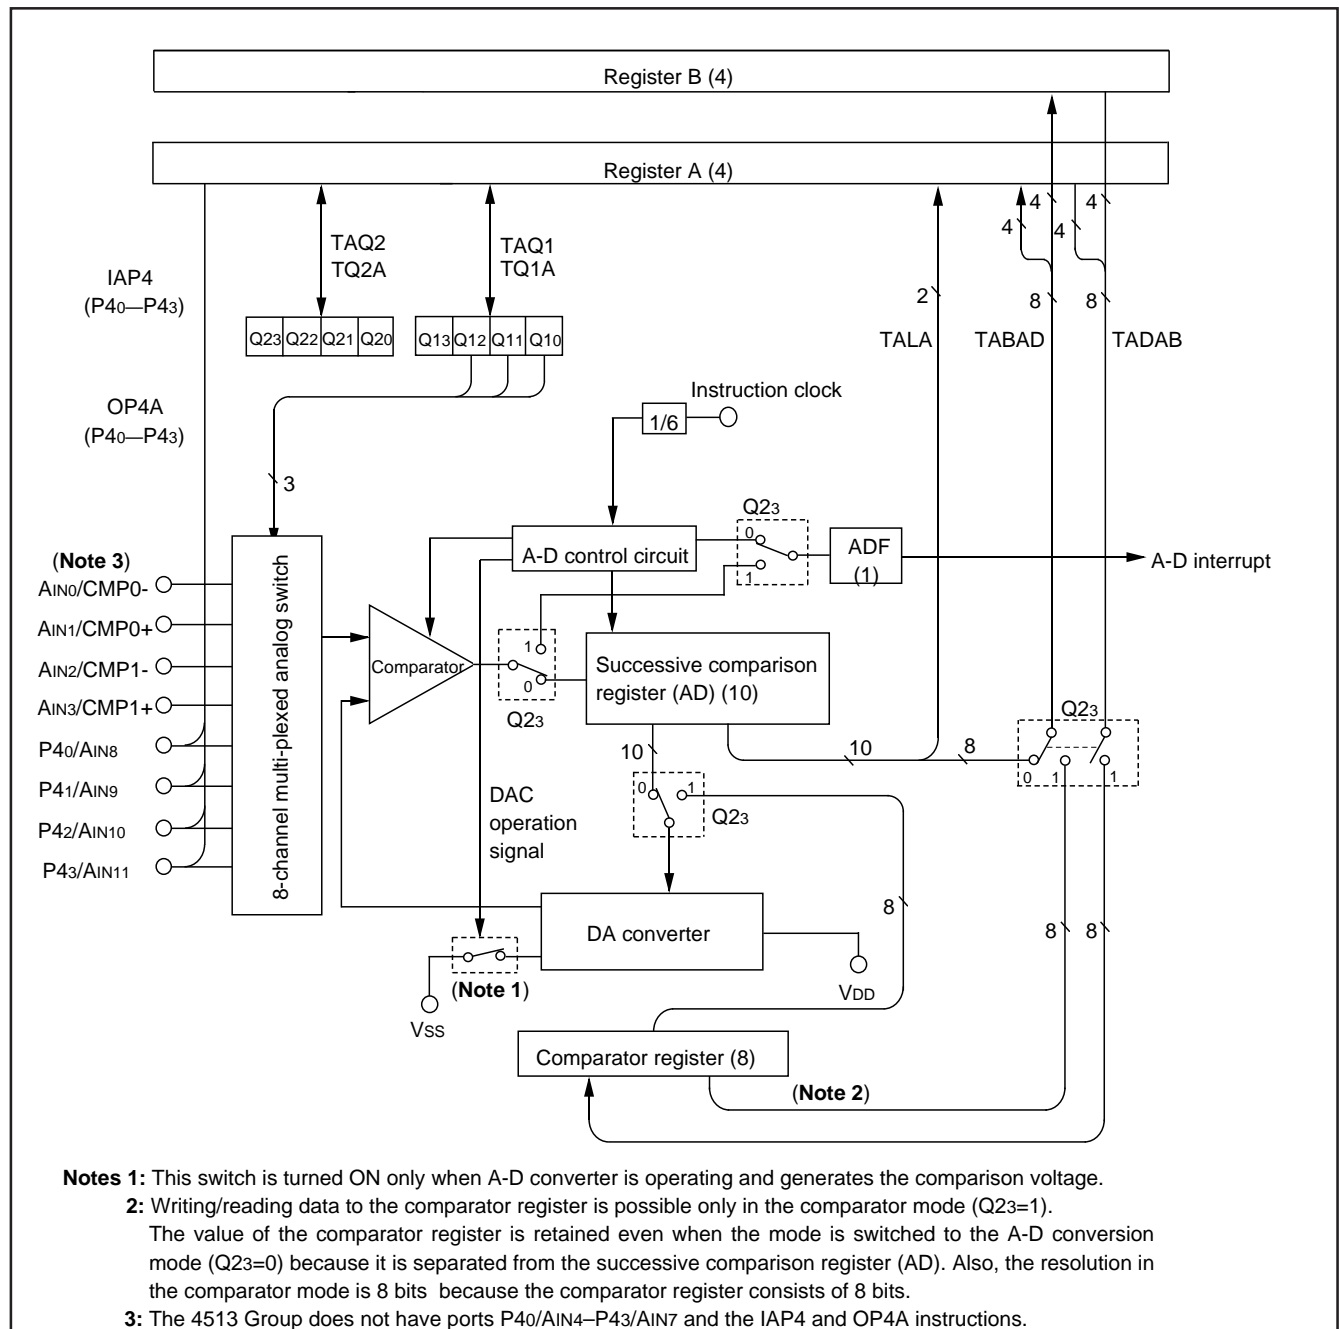 Register B (4)
Register A (4)
4
4
4
4
TAQ2
TQ2A
TAQ1
TQ1A
IAP4
(P40—P43)
2
8
8
Q23 Q22 Q21 Q20
Q13 Q12 Q11 Q10
TALA
TABAD
TADAB
Instruction clock
OP4A
(P40—P43)
1/6
3
Q23
0
1
A-D control circuit
ADF
(1)
A-D interrupt
(Note 3)
AIN0/CMP0-
AIN1/CMP0+
AIN2/CMP1-
AIN3/CMP1+
P40/AIN8
P41/AIN9
P42/AIN10
P43/AIN11
8-channel multi-plexed analog switch
Comparator
1
0
Q23
Successive comparison
register (AD) (10)
Q23
10
10
8
0
1
1
0
1
Q23
DAC
operation
signal
8
8
8
DA converter
(Note 1)
VSS
VDD
Comparator register (8)
(Note 2)
Notes 1: This switch is turned ON only when A-D converter is operating and generates the comparison voltage.
2: Writing/reading data to the comparator register is possible only in the comparator mode (Q23=1).
The value of the comparator register is retained even when the mode is switched to the A-D conversion
mode (Q23=0) because it is separated from the successive comparison register (AD). Also, the resolution in
the comparator mode is 8 bits because the comparator register consists of 8 bits.
3: The 4513 Group does not have ports P40/AIN4–P43/AIN7 and the IAP4 and OP4A instructions.